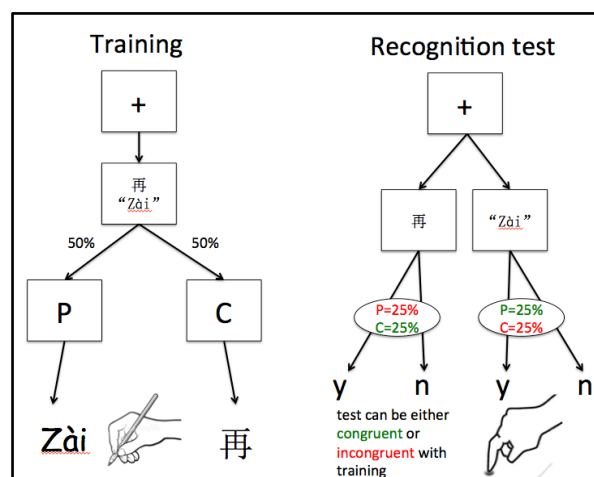 Training
+
再
“Zài”
50%
50%
P
C
Zài
再
Recognition test
+
再
“Zài”
P=25%
C=25%
P=25%
C=25%
y
n
y
n
test can be either
congruent or
incongruent with
training